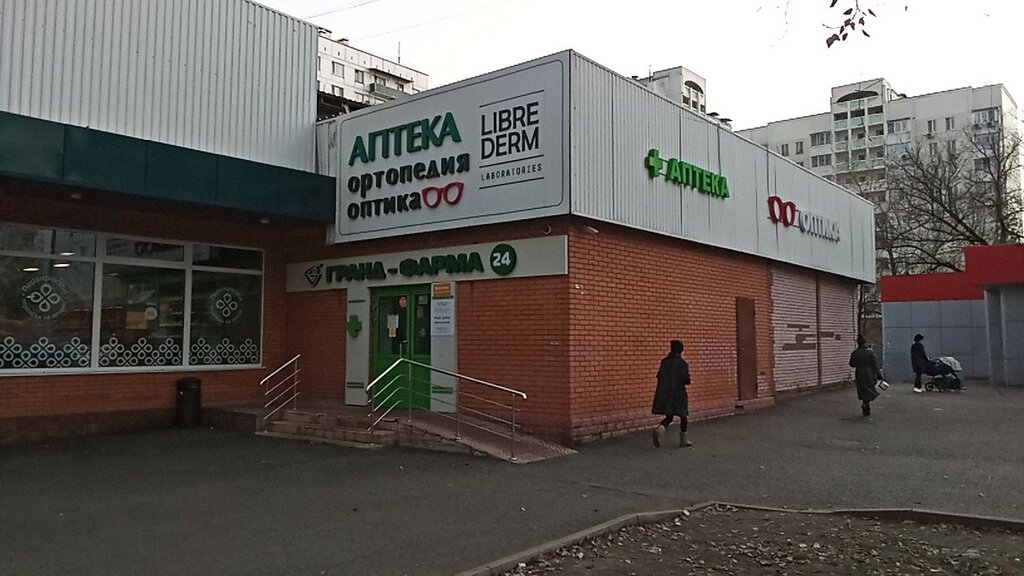 АПТЕКА
ортопедия
оптика
LIBRE
DERM
LABORATORIES
АПТЕКА
ОПТИКА
ГРАНД - ФАРМА 24